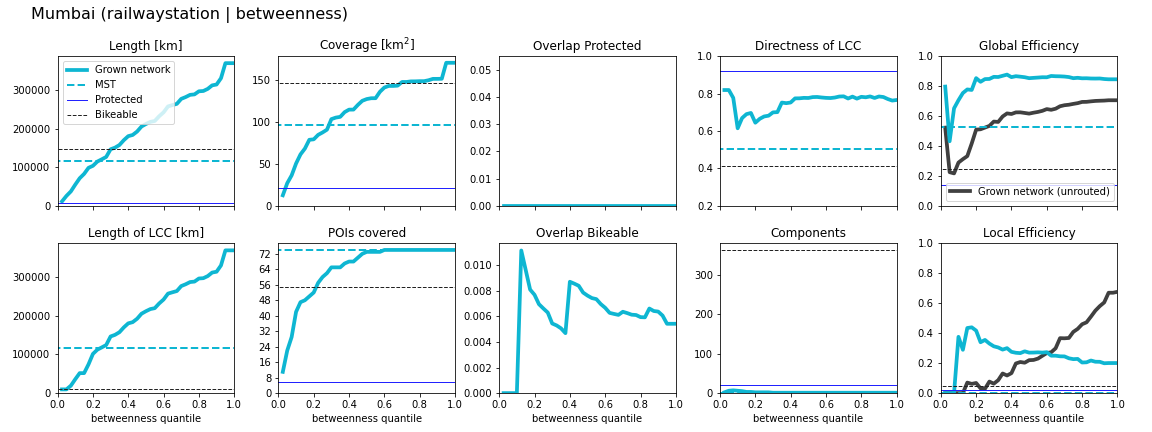 Mumbai (railwaystation | betweenness)
Length [km]
Grown network
MST
Protected
Bikeable
300000
200000
100000
0
Coverage [km²]
150
100
50
0
Overlap Protected
0.05
0.04
0.03
0.02
0.01
0.00
Directness of LCC
1.0
0.8
0.6
0.4
0.2
Global Efficiency
1.0
0.8
0.6
0.4
0.2
0.0
Grown network (unrouted)
Length of LCC [km]
300000
200000
100000
0
0.0 0.2 0.4 0.6 0.8 1.0
betweenness quantile
POIs covered
72
64
56
48
40
32
24
16
8
0
0.0 0.2 0.4 0.6 0.8 1.0
betweenness quantile
Overlap Bikeable
0.010
0.008
0.006
0.004
0.002
0.000
0.0 0.2 0.4 0.6 0.8 1.0
betweenness quantile
Components
300
200
100
0
0.0 0.2 0.4 0.6 0.8 1.0
betweenness quantile
Local Efficiency
1.0
0.8
0.6
0.4
0.2
0.0
0.0 0.2 0.4 0.6 0.8 1.0
betweenness quantile